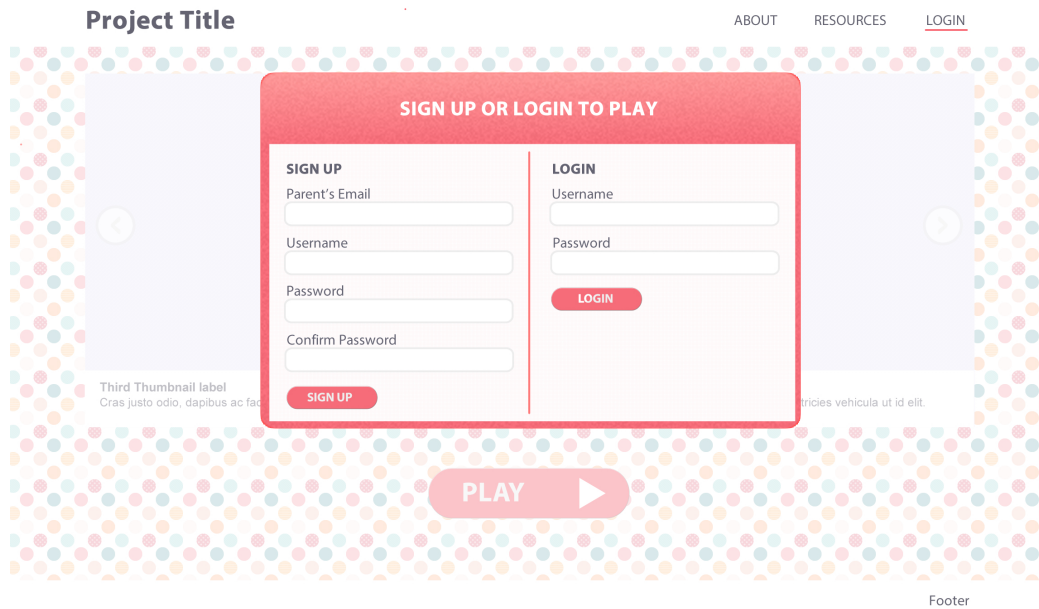 Project Title
ABOUT RESOURCES LOGIN
SIGN UP OR LOGIN TO PLAY
SIGN UP
Parent's Email
Username
Password
Confirm Password
SIGN UP
LOGIN
Username
Password
LOGIN
Third Thumbnail label
Cras justo odio, dapibus ac vehicula ut id elit.
PLAY
Footer